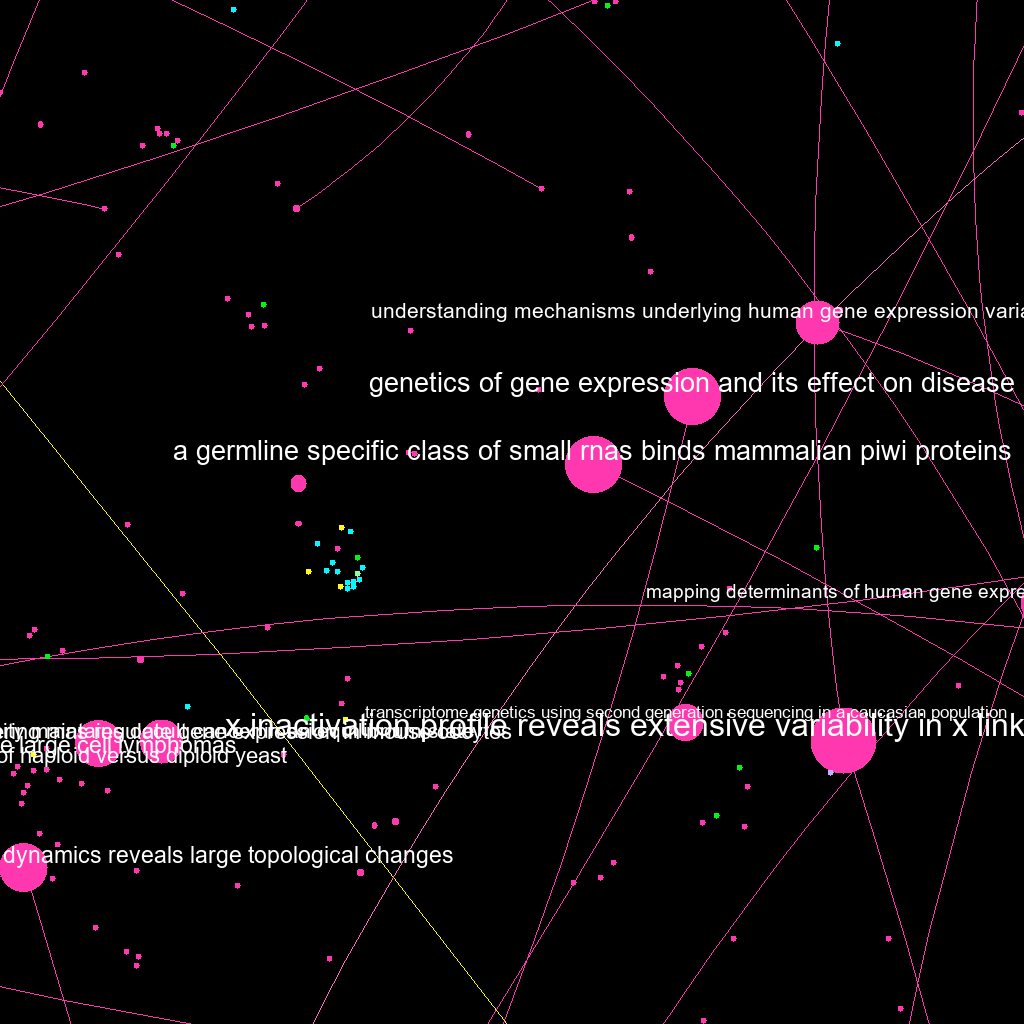 understanding mechanisms underlying human gene expression varia
genetics of gene expression and its effect on disease
a germline specific class of small rnas binds mammalian piwi proteins
mapping determinants of human gene expre
transcriptome genetics using second generation sequencing in a caucasian population
x inactivation profile reveals extensive variability in x link
e large cell lymphomas
of haploid versus diploid yeast
dynamics reveals large topological changes